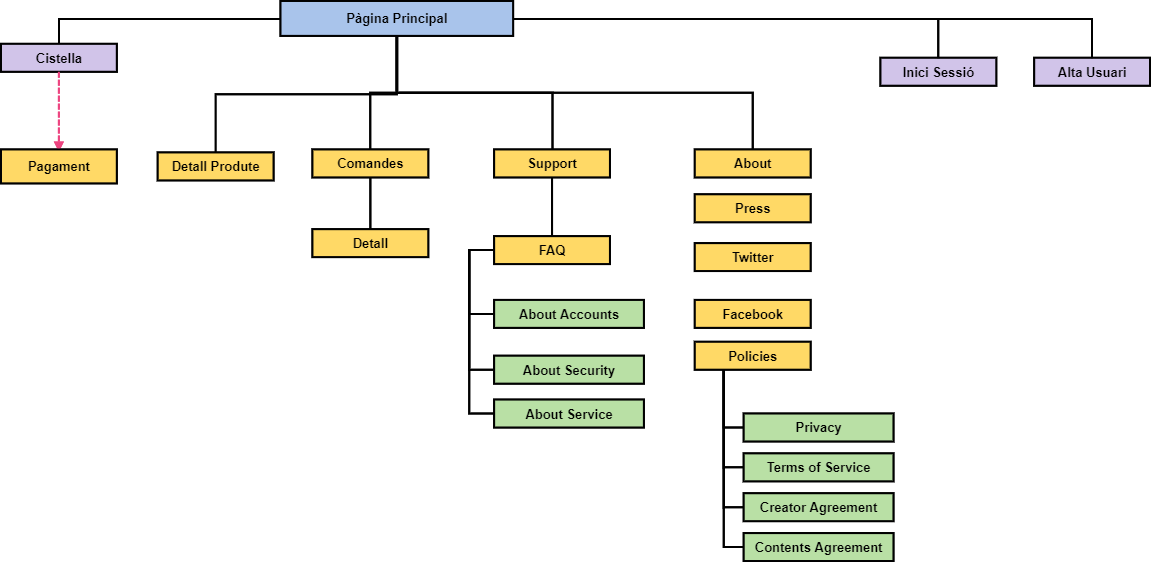 Pàgina Principal
Cistella
Inici Sessió
Alta Usuari
Pagament
Detall Produte
Comandes
Support
About
Press
Detall
FAQ
Twitter
About Accounts
Facebook
Policies
About Security
About Service
Privacy
Terms of Service
Creator Agreement
Contents Agreement